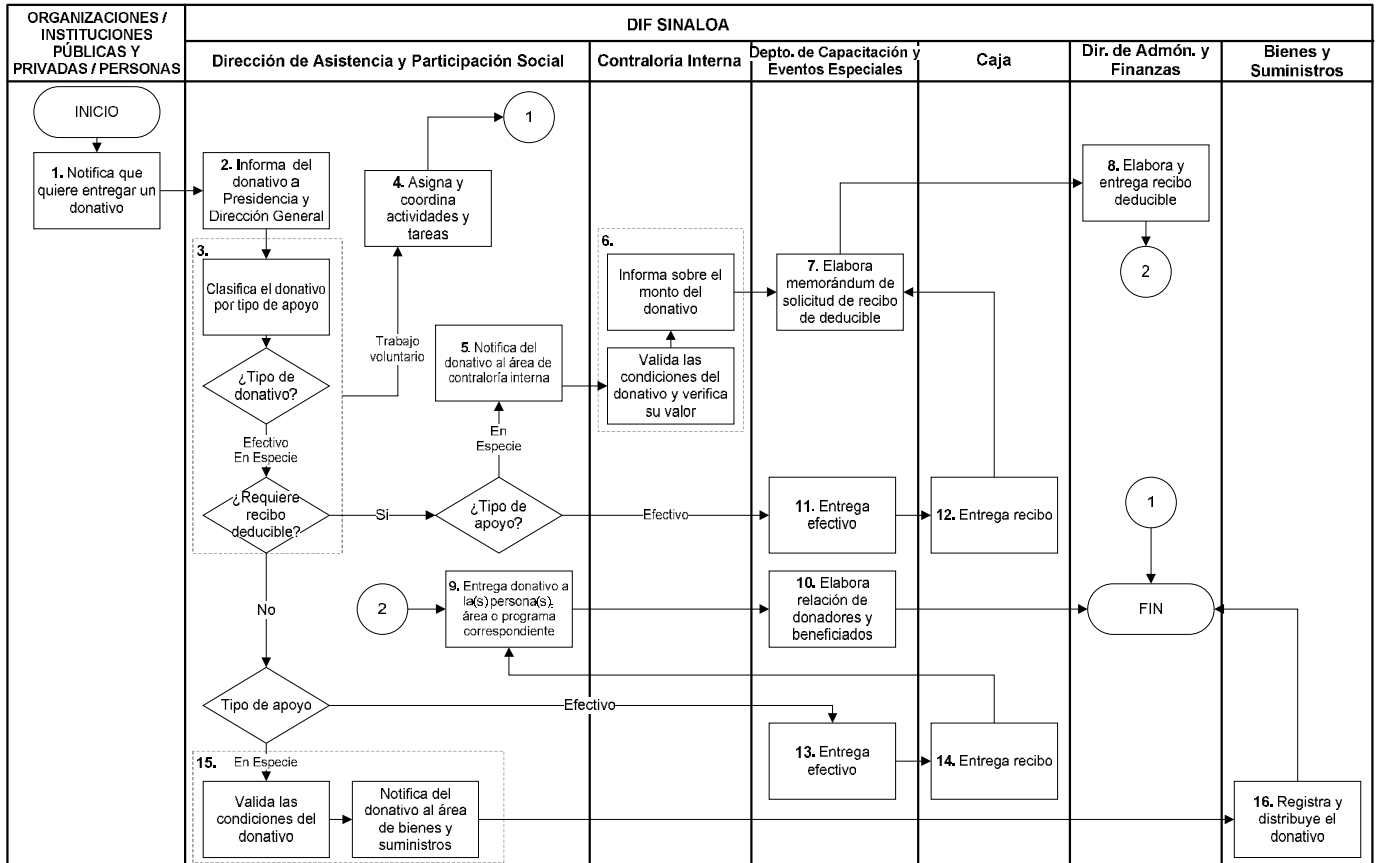 ORGANIZACIONES /
INSTITUCIONES
PÚBLICAS Y
PRIVADAS / PERSONAS
DIF SINALOA
Dirección de Asistencia y Participación Social
Contraloría Interna
Depto. de Capacitación y
Eventos Especiales
Caja
Dir. de Admón. y
Finanzas
Bienes y
Suministros
INICIO
1. Notifica que
quiere entregar un
donativo
2. Informa del
donativo a
Presidencia y
Dirección General
3.
Clasifica el donativo
por tipo de apoyo
¿Tipo de
donativo?
Efectivo
En Especie
¿Requiere
recibo
deducible?
Si
No
Trabajo
voluntario
4. Asigna y
coordina
actividades y
tareas
1
¿Tipo de
apoyo?
En
Especie
5. Notifica del
donativo al área de
contraloría interna
6.
Informa sobre el
monto del
donativo
Valida las
condiciones del
donativo y verifica
su valor
7. Elabora
memorándum de
solicitud de recibo
de deducible
8. Elabora y
entrega recibo
deducible
2
Efectivo
11. Entrega
efectivo
12. Entrega recibo
1
2
9. Entrega donativo a
la(s) persona(s),
área o programa
correspondiente
10. Elabora
relación de
donadores y
beneficiados
FIN
Tipo de apoyo
Efectivo
13. Entrega
efectivo
14. Entrega recibo
15.
En Especie
Valida las
condiciones del
donativo
Notifica del
donativo al área
de bienes y
suministros
16. Registra y
distribuye el
donativo